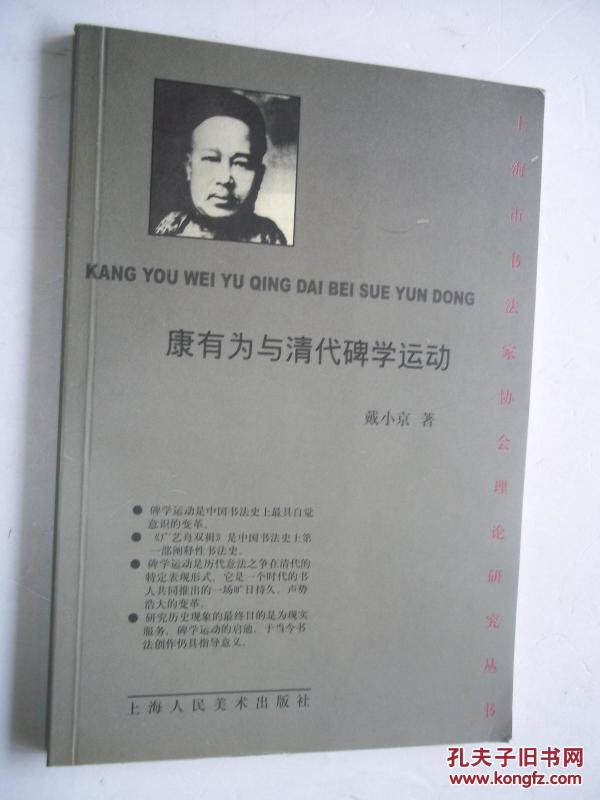 KANG YOU WEI YU QING DAI BEI SUE YUN DONG
康有为与清代碑学运动
戴小京 著
● 碑学运动是中国书法史上最具自觉
意识的变革。
● 《广艺舟双楫》是中国书法史上第
一部阐释性书法史。
● 碑学运动是历代意法之争在清代的
特定表现形式，它是一个时代的书
人共同推出的一场旷日持久、声势
浩大的变革。
● 研究历史现象的最终目的是为现实
服务，碑学运动的启迪，于当今书
法创作仍具指导意义。
上海人民美术出版社
上海市书法家协会理论研究丛书
孔夫子旧书网
www.kongfz.com